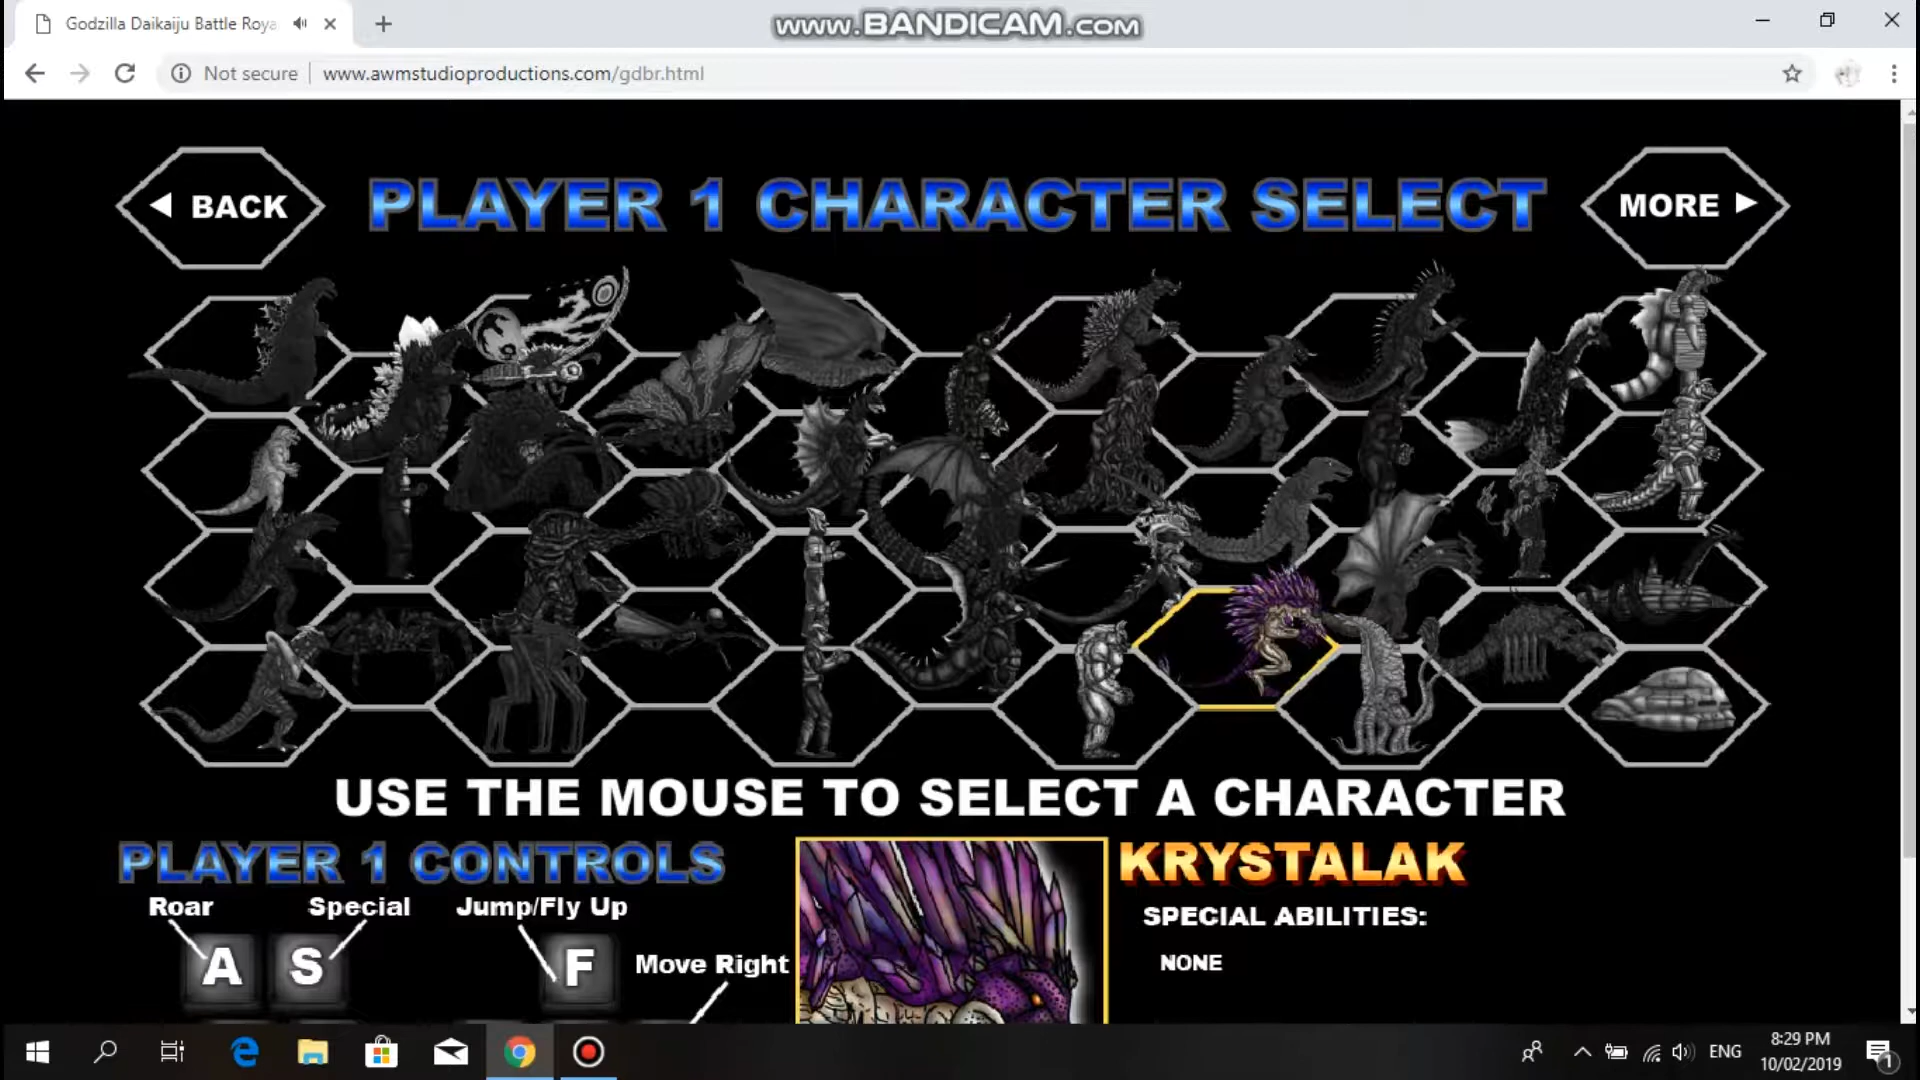 Godzilla Daikaiju Battle Roya
www.BANDICAM.com
Not secure
www.awmstudioproductions.com/gdbr.html
BACK
PLAYER 1 CHARACTER SELECT
MORE
USE THE MOUSE TO SELECT A CHARACTER
PLAYER 1 CONTROLS
KRYSTALAK
Roar
Special
Jump/Fly Up
SPECIAL ABILITIES:
A
S
F
Move Right
NONE
ENG
8:29 PM
10/02/2019
1